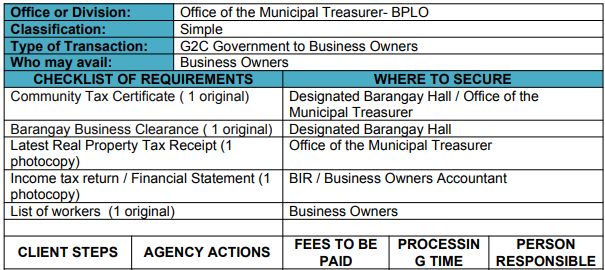 Office or Division: Office of the Municipal Treasurer- BPLO
Classification: Simple
Type of Transaction: G2C Government to Business Owners
Who may avail: Business Owners
CHECKLIST OF REQUIREMENTS WHERE TO SECURE
Community Tax Certificate ( 1 original) Designated Barangay Hall / Office of the
Municipal Treasurer
Barangay Business Clearance ( 1 original) Designated Barangay Hall
Latest Real Property Tax Receipt (1 Office of the Municipal Treasurer
photocopy)
Income tax return / Financial Statement (1 BIR / Business Owners Accountant
photocopy)
List of workers (1 original) Business Owners
CLIENT STEPS AGENCY ACTIONS FEES TO BE PROCESSIN PERSON
PAID G TIME RESPONSIBLE